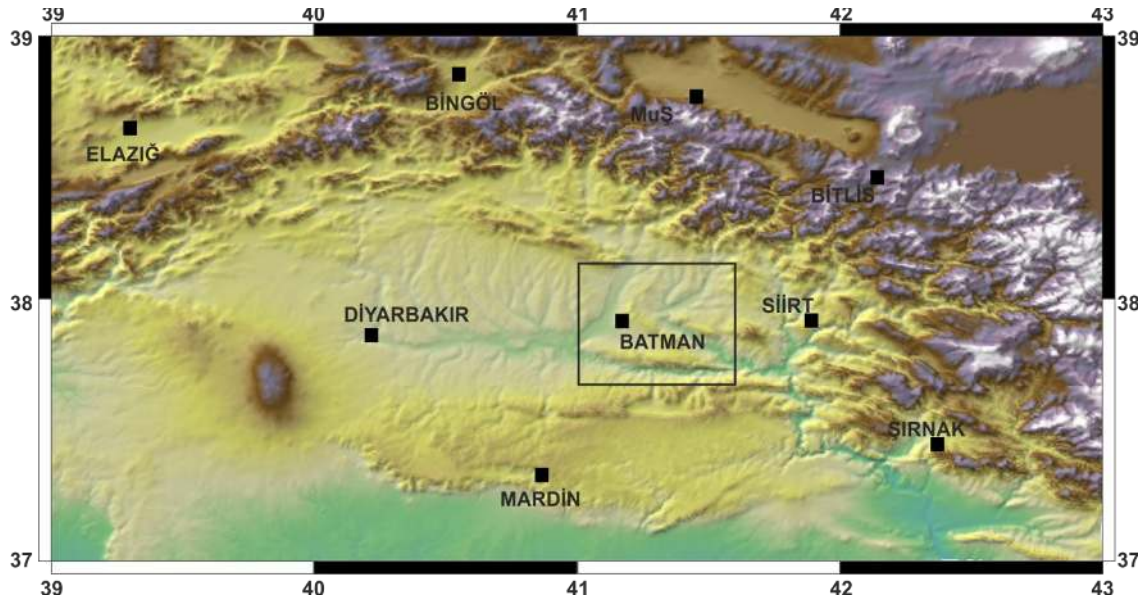 39 40 41 42 43
39 39
BİNGÖL
MuS
ELAZIĞ
BİTLİS
38 38
DİYARBAKIR
SİİRT
BATMAN
ŞIRNAK
MARDİN
37 37
39 40 41 42 43